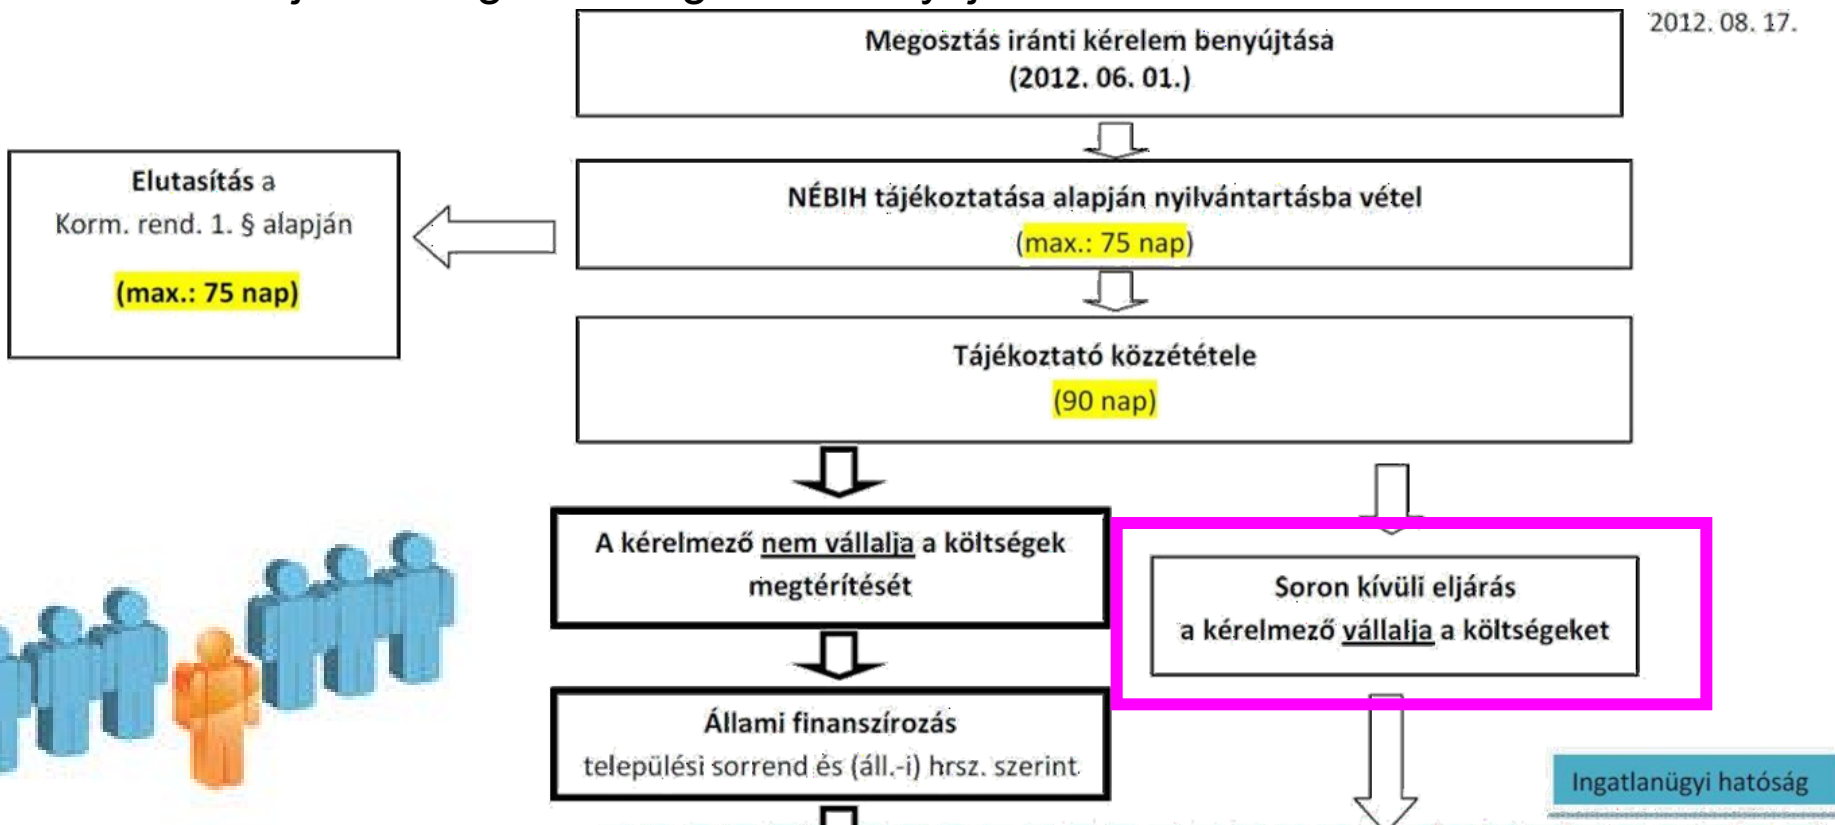 2012. 08. 17.
Megosztás iránti kérelem benyújtása
(2012. 06. 01.)
Elutasítás a
Korm. rend. 1. § alapján
(max.: 75 nap)
NÉBIH tájékoztatása alapján nyilvántartásba vétel
(max.: 75 nap)
Tájékoztató közzététele
(90 nap)
A kérelmező nem vállalja a költségek
megtérítését
Soron kívüli eljárás
a kérelmező vállalja a költségeket
Állami finanszírozás
települési sorrend és (áll.-i) hrsz. szerint
Ingatlanügyi hatóság